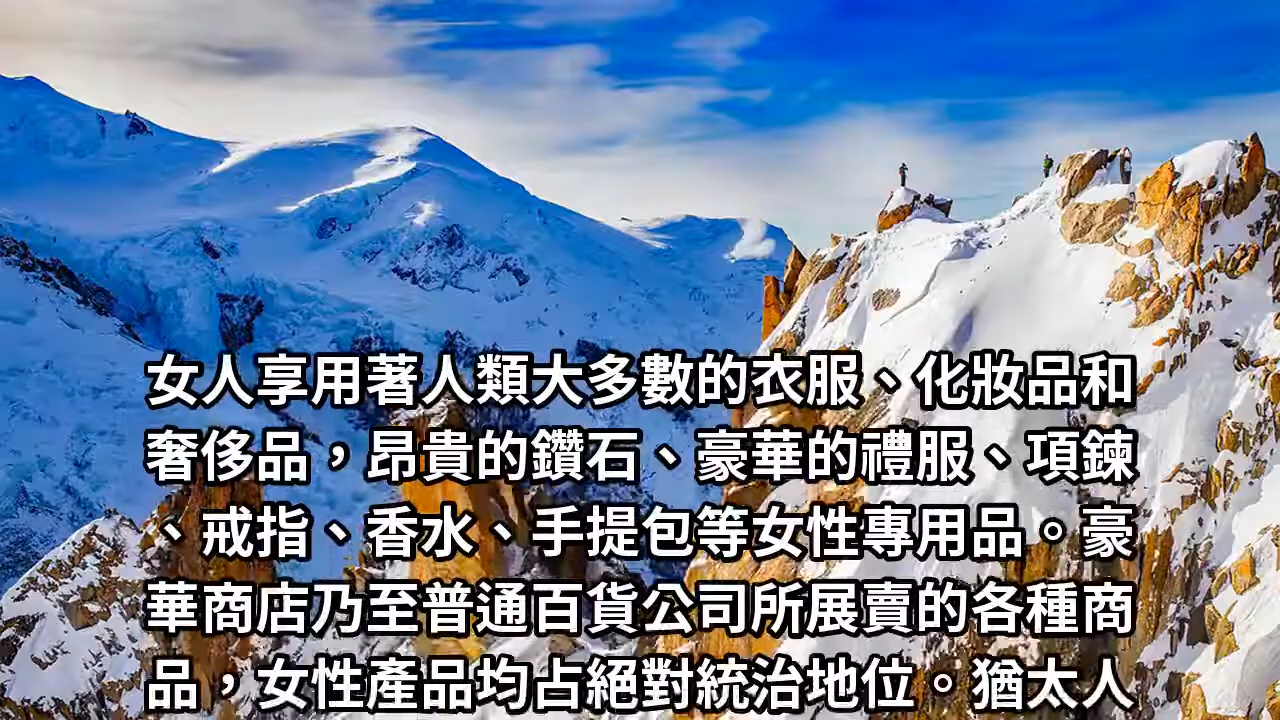 女人享用著人類大多數的衣服、化妝品和
奢侈品，昂貴的鑽石、豪華的禮服、項鍊
、戒指、香水、手提包等女性專用品。豪
華商店乃至普通百貨公司所展賣的各種商
品，女性產品均占絕對統治地位。猶太人